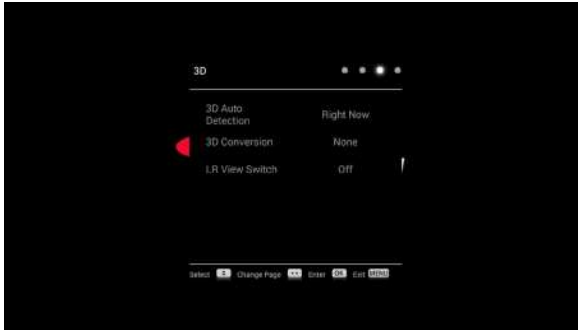 3D
3D Auto
Detection
Right Now
3D Conversion None
LR View Switch Off
Select Change Page Enter OK Exit MENU